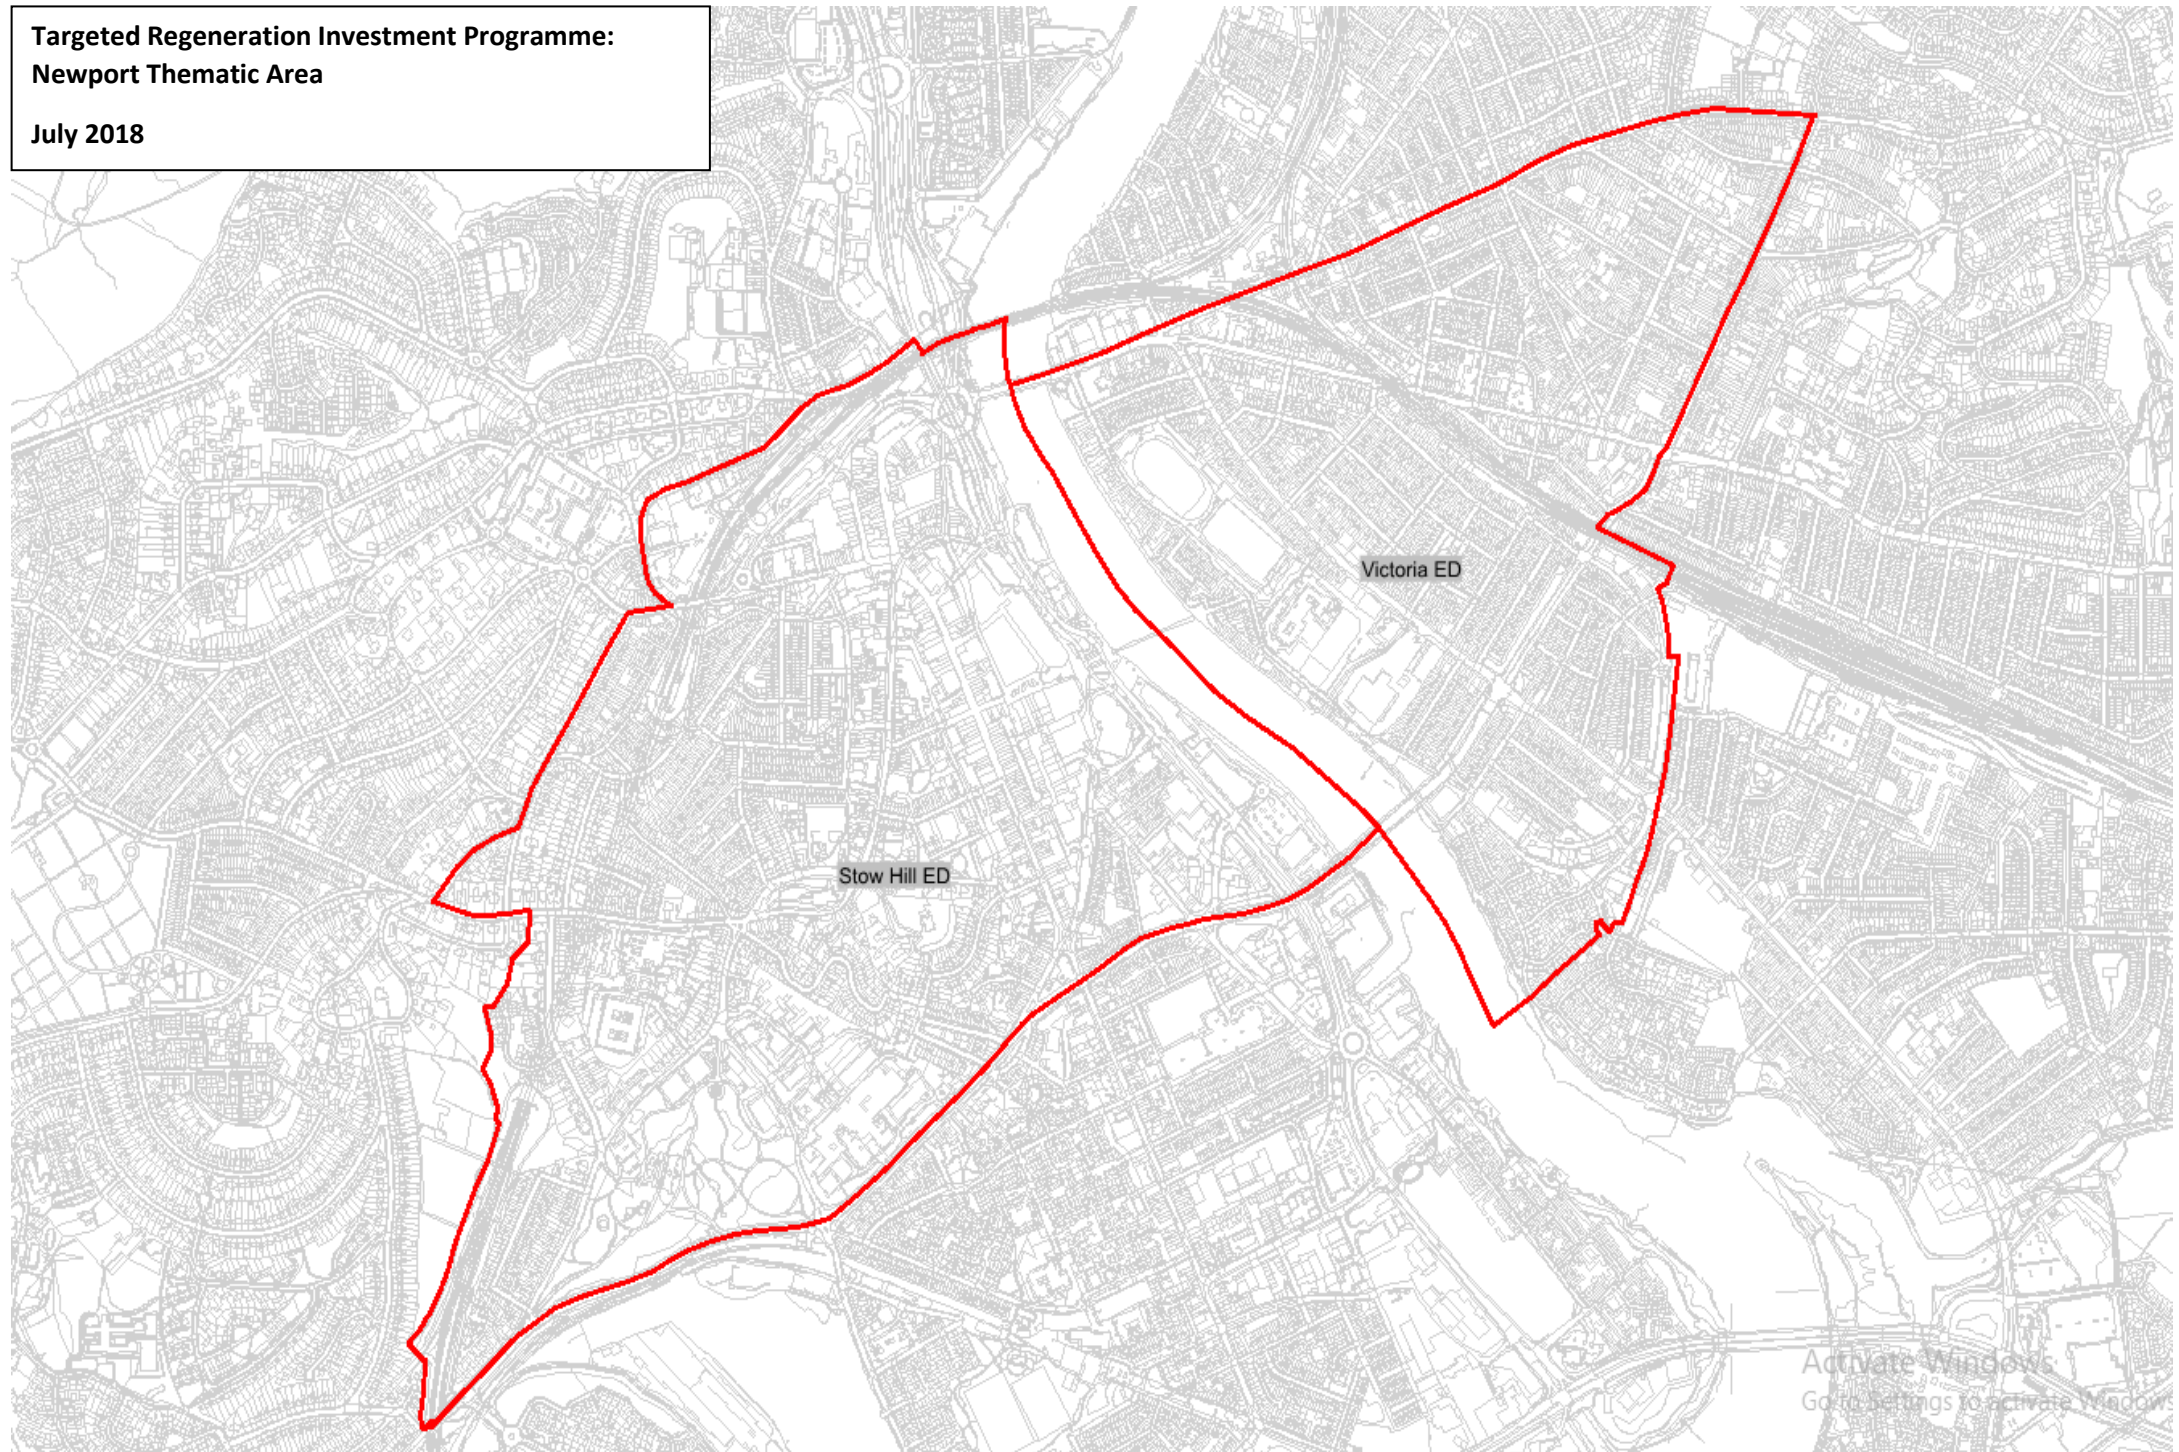 Targeted Regeneration Investment Programme:
Newport Thematic Area
July 2018
Victoria ED
Stow Hill ED
Activate Windows
Go to Settings to activate Windows